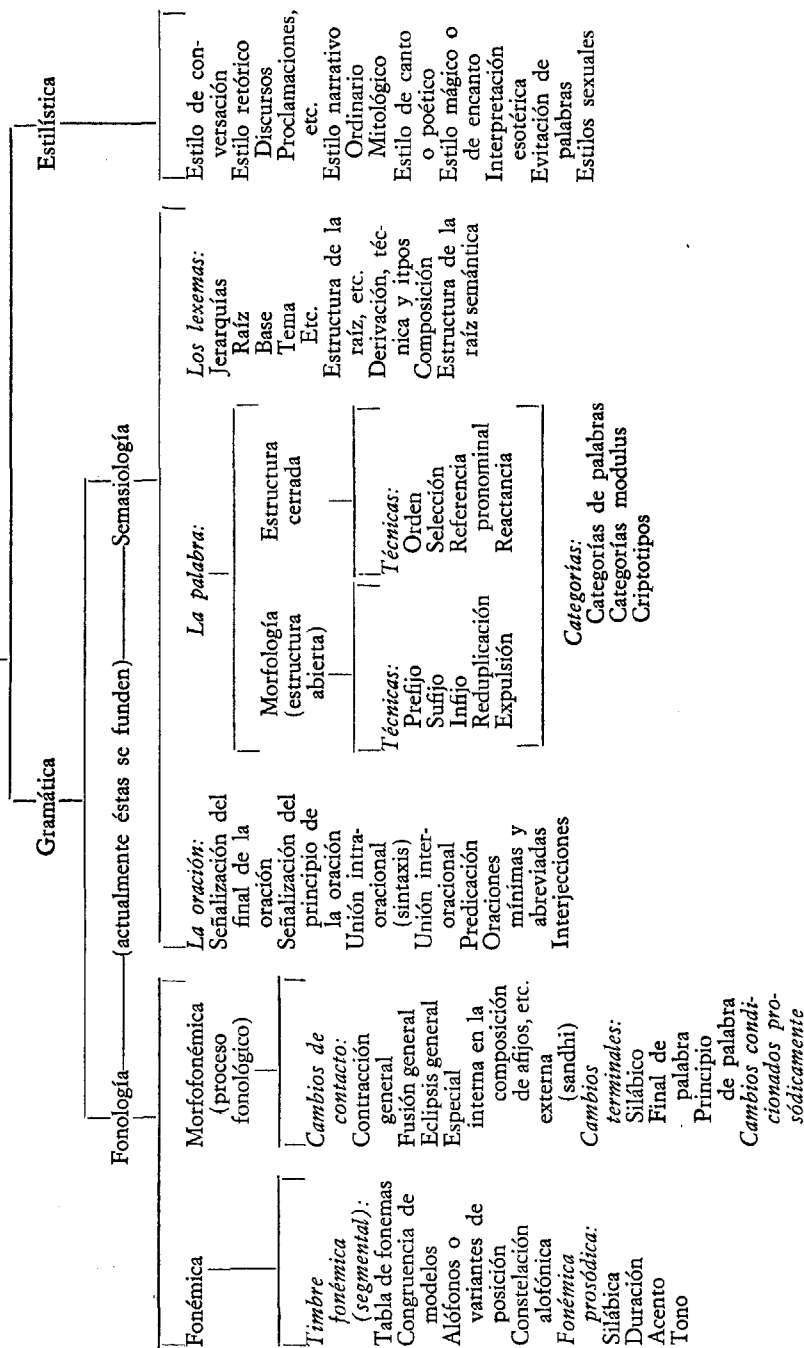 Gramática
Estilística
Fonología
(actualmente éstas se funden)
Semasiología
Fonémica
Timbre
fonémica
(segmental):
Tabla de fonemas
Congruencia de
modelos
Alófonos o
variantes de
posición
Constelación
alofónica
Fonémica
prosódica:
Silábica
Duración
Acento
Tono
Morfofonémica
(proceso
fonológico)
Cambios de
contacto:
Contracción
general
Fusión general
Eclipsis general
Especial
interna en la
composición
de afijos, etc.
externa
(sandhi)
Cambios
terminales:
Silábico
Final de
palabra
Principio
de palabra
Cambios condi-
cionados pro-
sódicamente
La oración:
Señalización del
final de la
oración
Señalización del
principio de
la oración
Unión intra-
oracional
(sintaxis)
Unión inter-
oracional
Predicación
Oraciones
mínimas y
abreviadas
Interjecciones
La palabra:
Morfología
(estructura
abierta)
Técnicas:
Prefijo
Sufijo
Infijo
Reduplicación
Expulsión
Estructura
cerrada
Técnicas:
Orden
Selección
Referencia
pronominal
Reactancia
Categorías:
Categorías de palabras
Categorías modulus
Criptotipos
Los lexemas:
Jerarquías
Raíz
Base
Tema
Etc.
Estructura de la
raíz, etc.
Derivación, téc-
nica y itpos
Composición
Estructura de la
raíz semántica
Estilo de con-
versación
Estilo retórico
Discursos
Proclamaciones,
etc.
Estilo narrativo
Ordinario
Mitológico
Estilo de canto
o poético
Estilo mágico o
de encanto
Interpretación
esotérica
Evitación de
palabras
Estilos sexuales